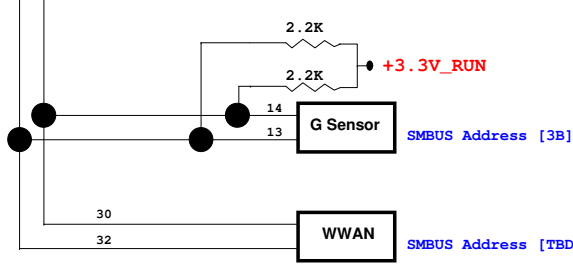 2.2K
+3.3V_RUN
2.2K
14
G Sensor
13
SMBUS Address [3B]
30
WWAN
32
SMBUS Address [TBD